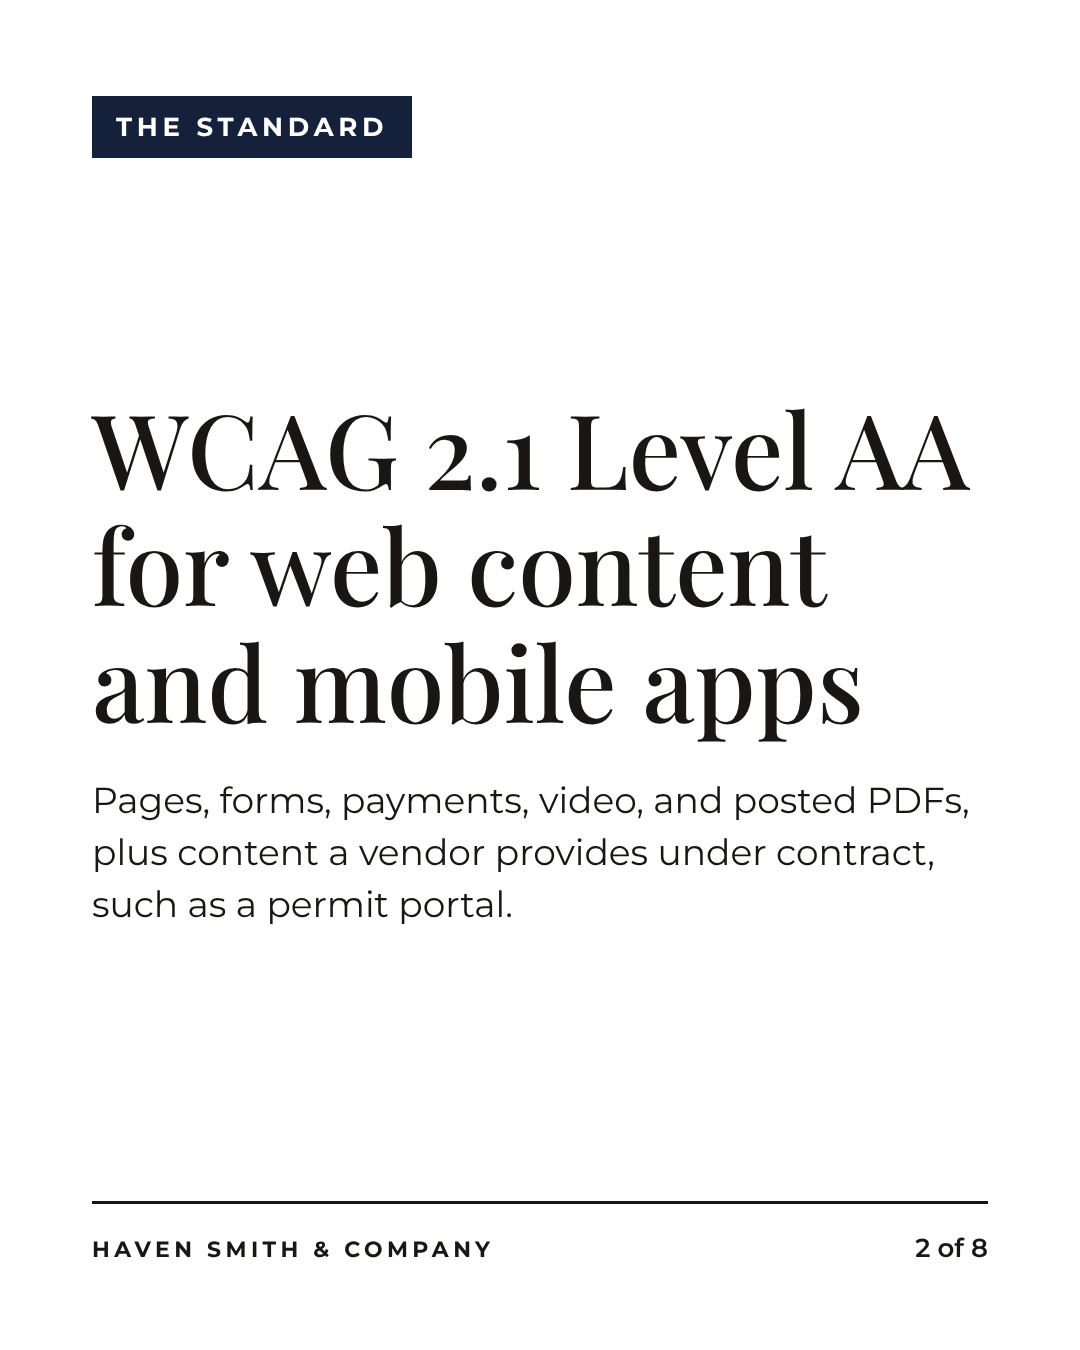 THE STANDARD
WCAG 2.1 Level AA
for web content
and mobile apps
Pages, forms, payments, video, and posted PDFs,
plus content a vendor provides under contract,
such as a permit portal.
HAVEN SMITH & COMPANY
2 of 8